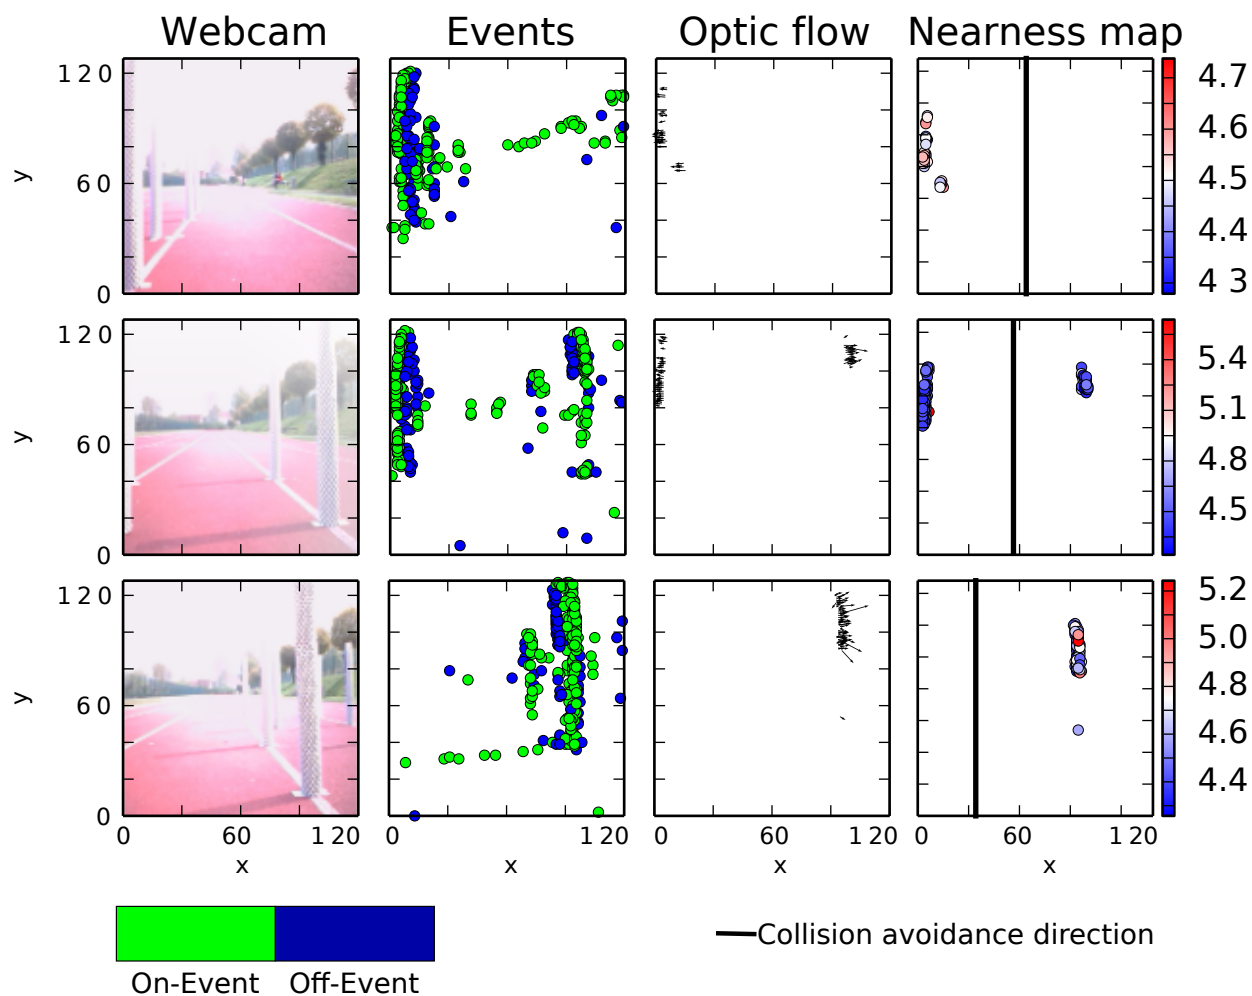 Webcam Events Optic flow Nearness map
120
60
0
y
4.7
4.6
4.5
4.4
4 3
120
60
0
y
5.4
5.1
4.8
4.5
120
60
0
y
5.2
5.0
4.8
4.6
4.4
0 60 120 0 60 120 60 120 0 60 120
x x x x
On-Event Off-Event
Collision avoidance direction